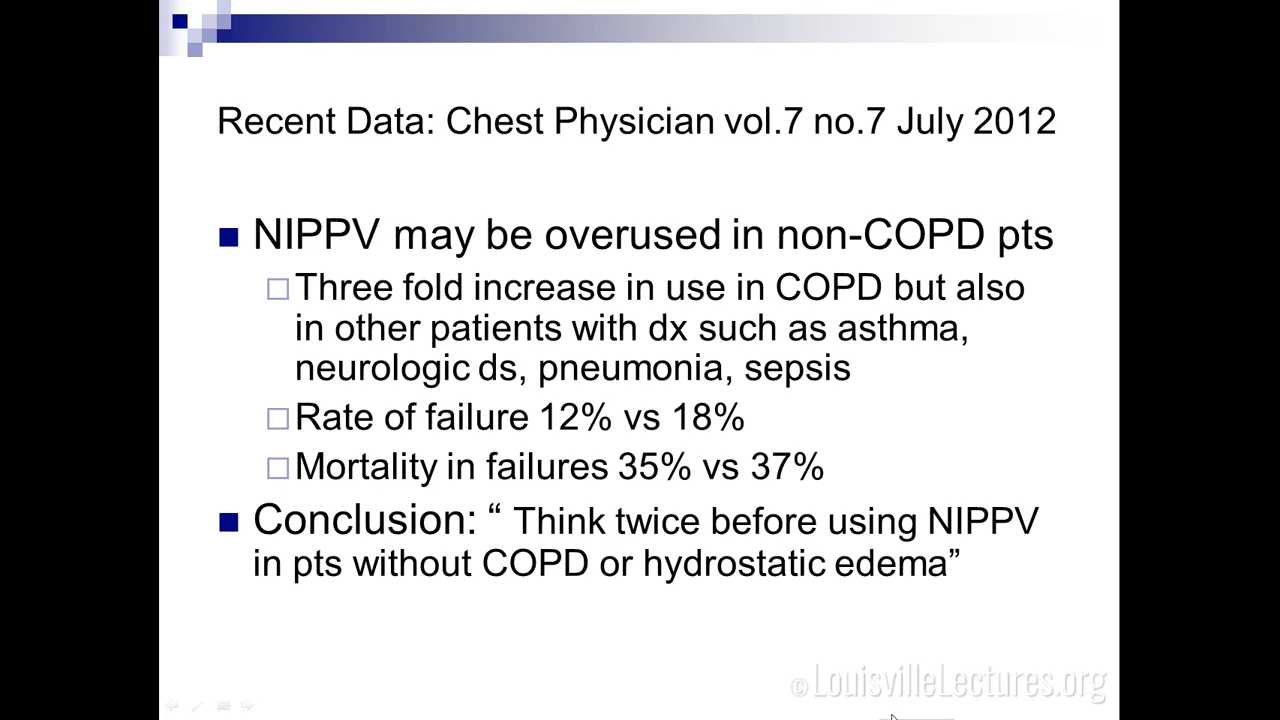 Recent Data: Chest Physician vol.7 no.7 July 2012
NIPPV may be overused in non-COPD pts
Three fold increase in use in COPD but also
in other patients with dx such as asthma,
neurologic ds, pneumonia, sepsis
Rate of failure 12% vs 18%
Mortality in failures 35% vs 37%
Conclusion: “ Think twice before using NIPPV
in pts without COPD or hydrostatic edema”
©LouisvilleLectures.org